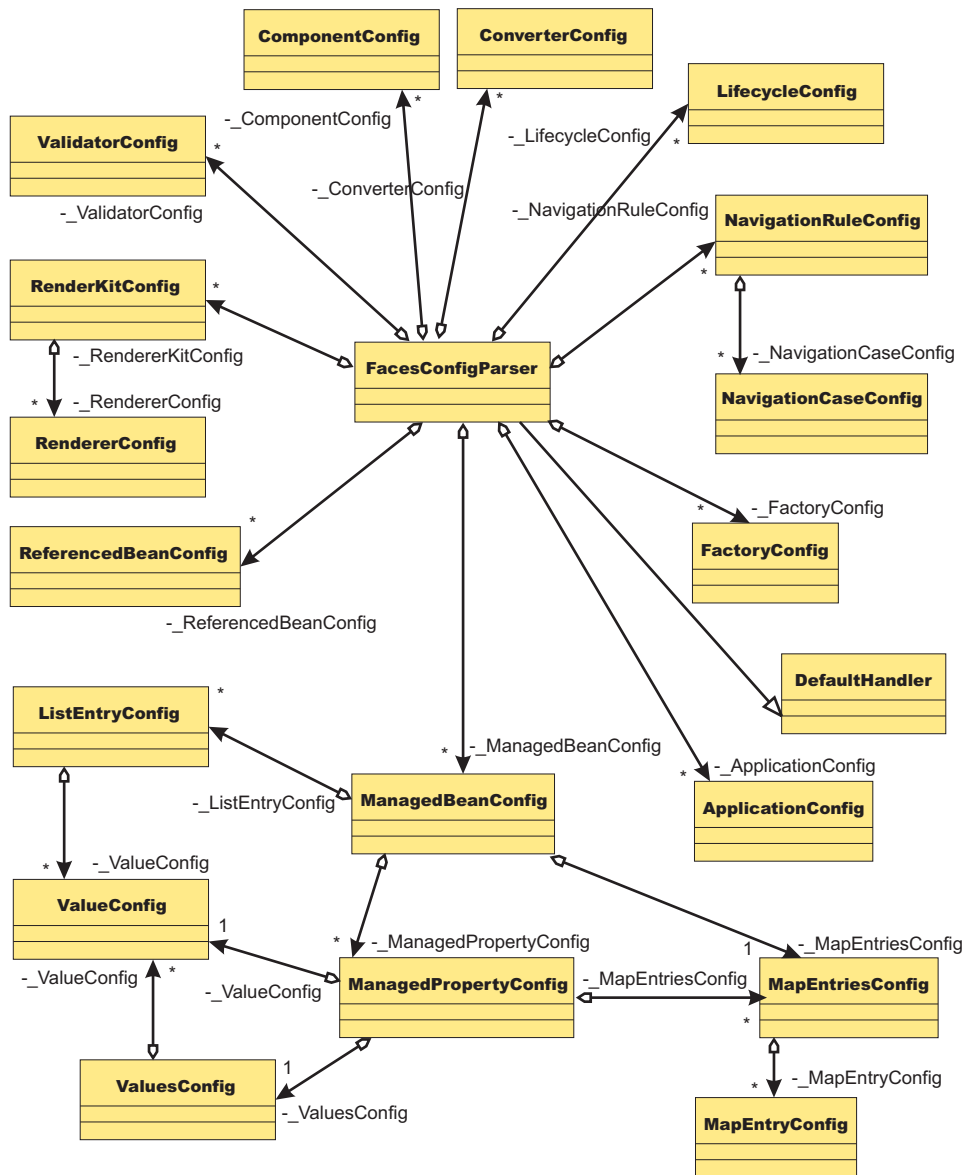 ComponentConfig
ConverterConfig
LifecycleConfig
*
*
-_ComponentConfig
-_LifecycleConfig
*
ValidatorConfig
*
-_ConverterConfig
-_ValidatorConfig
-_NavigationRuleConfig
NavigationRuleConfig
*
RenderKitConfig
*
-_RendererKitConfig
FacesConfigParser
* -_NavigationCaseConfig
NavigationCaseConfig
* -_RendererConfig
RendererConfig
*
* -_FactoryConfig
ReferencedBeanConfig
FactoryConfig
-_ReferencedBeanConfig
DefaultHandler
*
ListEntryConfig
* -_ManagedBeanConfig
* -_ApplicationConfig
-_ListEntryConfig
ManagedBeanConfig
ApplicationConfig
* -_ValueConfig
ValueConfig
1
* -_ManagedPropertyConfig
1 -_MapEntriesConfig
-_ValueConfig
*
-_ValueConfig
ManagedPropertyConfig
-_MapEntriesConfig
MapEntriesConfig
*
1
ValuesConfig
-_ValuesConfig
* -_MapEntryConfig
MapEntryConfig